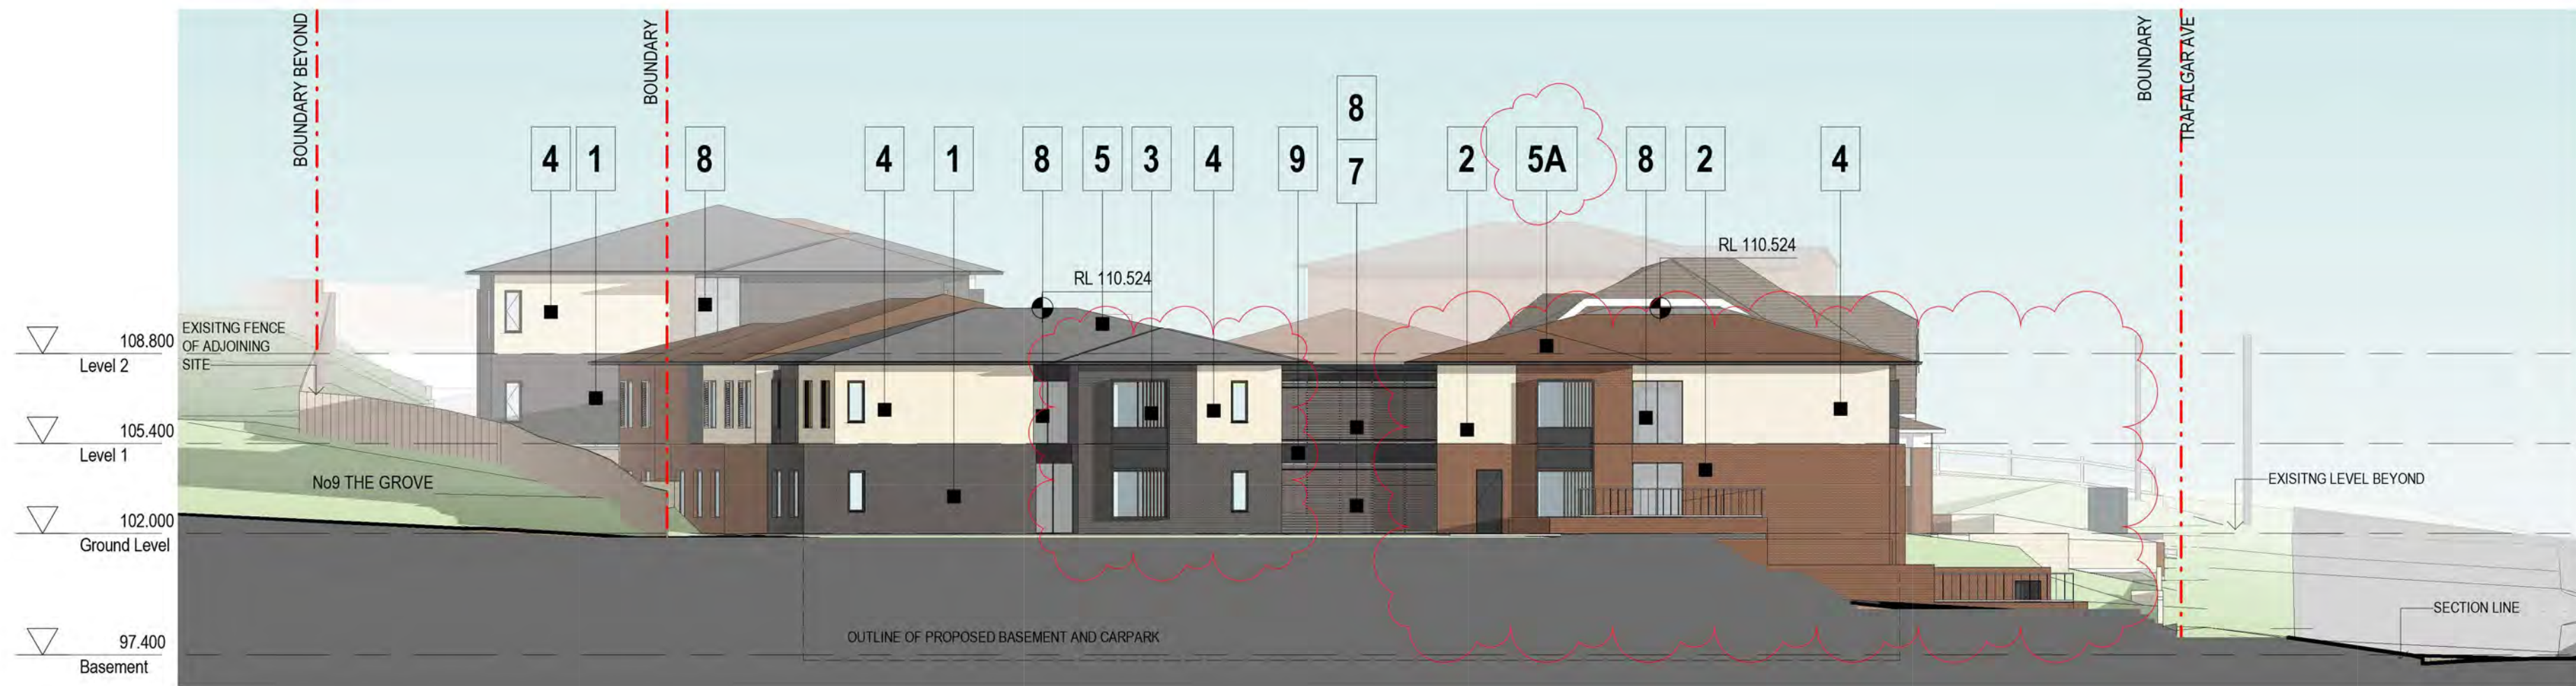 BOUNDARY BEYOND
BOUNDARY
BOUNDARY
TRAFALGAR AVE
8
4
1
8
4
1
8
5
3
4
9
7
2
5A
8
2
4
RL 110.524
RL 110.524
108.800
Level 2
EXISITNG FENCE
OF ADJOINING
SITE
105.400
Level 1
No9 THE GROVE
EXISITNG LEVEL BEYOND
102.000
Ground Level
SECTION LINE
97.400
Basement
OUTLINE OF PROPOSED BASEMENT AND CARPARK